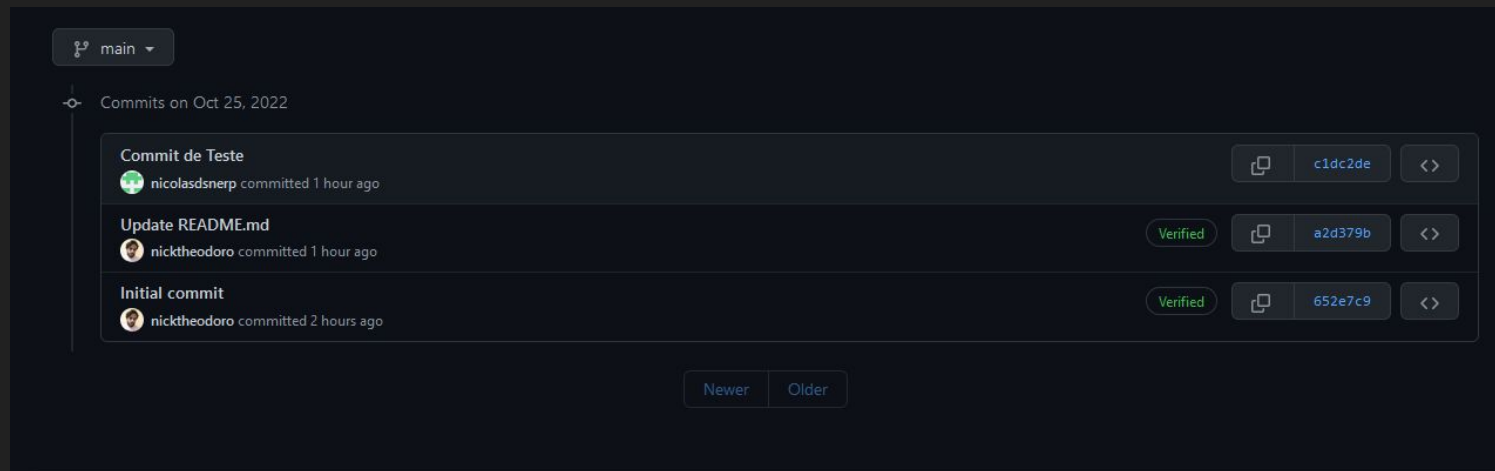 main
Commits on Oct 25, 2022
Commit de Teste
nicolasdsnerp committed 1 hour ago
c1dc2de
Update README.md
nicktheodoro committed 1 hour ago
Verified
a2d379b
Initial commit
nicktheodoro committed 2 hours ago
Verified
652e7c9
Newer Older